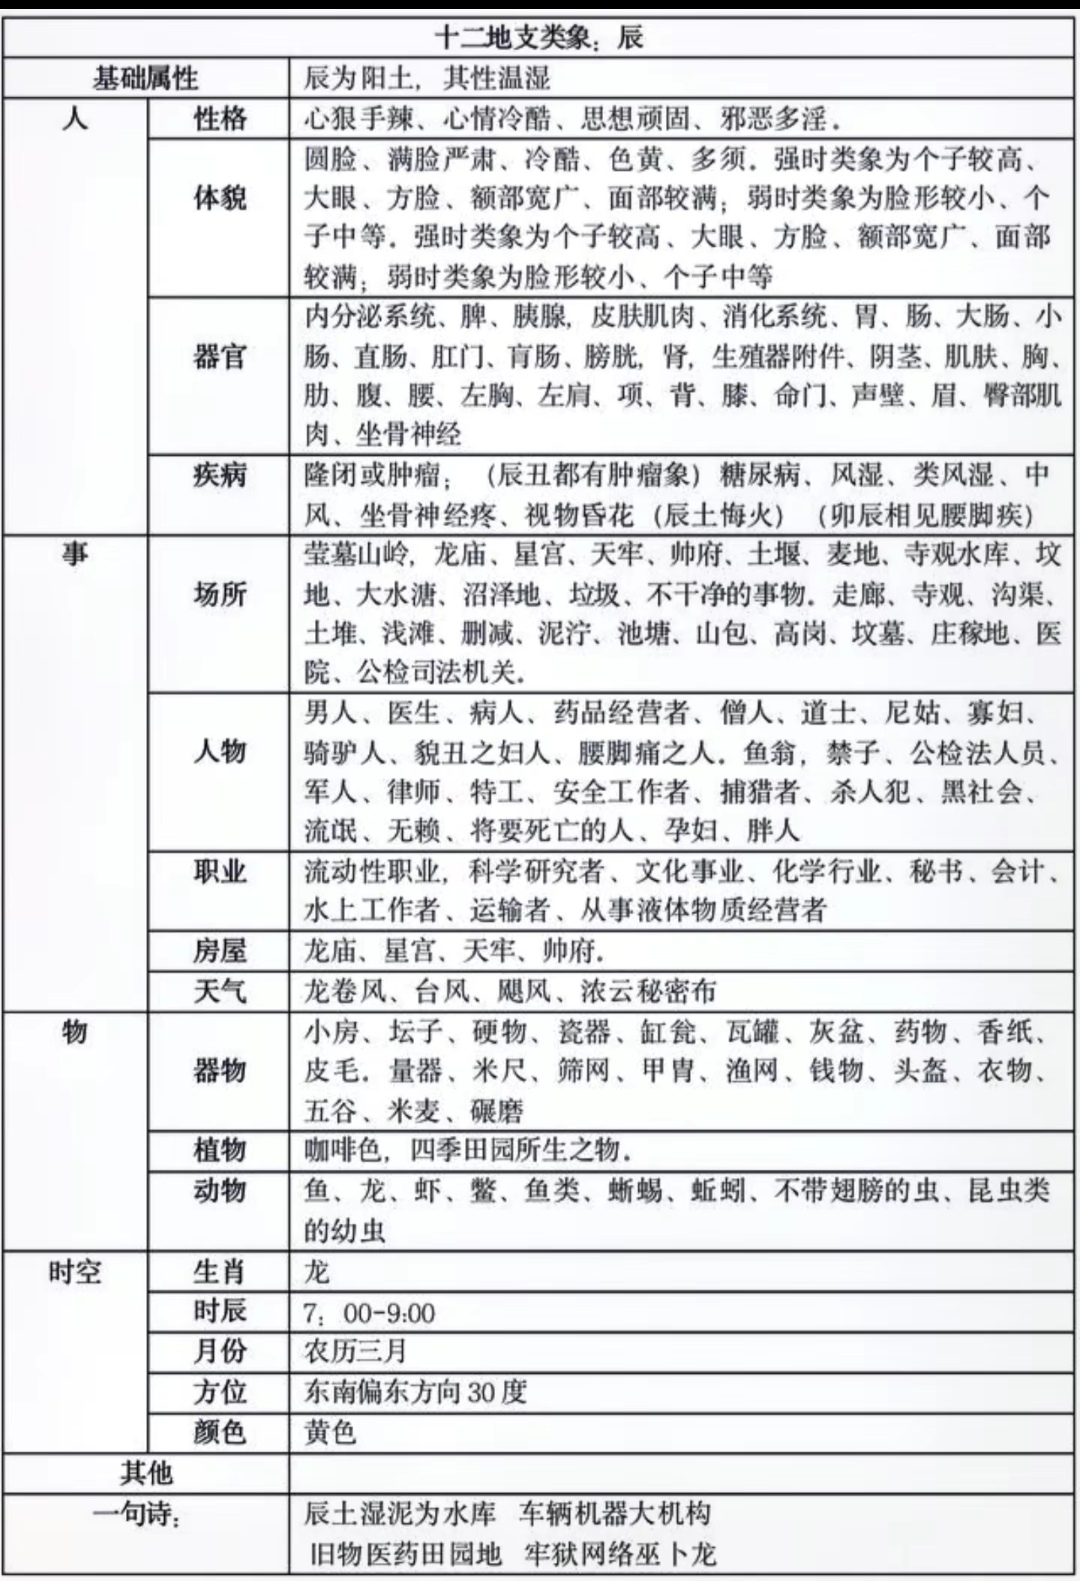 十二地支类象：辰
基础属性 辰为阳土，其性温湿
人 性格 心狠手辣、心情冷酷、思想顽固、邪恶多淫．
体貌 圆脸、满脸严肃、冷酷、色黄、多须．强时类象为个子较高、
大眼、方脸、额部宽广、面部较满；弱时类象为脸形较小、个
子中等．强时类象为个子较高、大眼、方脸、额部宽广、面部
较满；弱时类象为脸形较小、个子中等
器官 内分泌系统、脾、胰腺，皮肤肌肉、消化系统、胃、肠、大肠、小
肠、直肠、肛门、盲肠、膀胱，肾，生殖器附件、阴茎、肌肤、胸、
肋、腹、腰、左胸、左肩、项、背、膝、命门、声壁、眉、臀部肌
肉、坐骨神经
疾病 隆闭或肿瘤；（辰丑都有肿瘤象）糖尿病、风湿、类风湿、中
风、坐骨神经疼、视物昏花（辰土悔火）（卯辰相见腰脚疾）
事 场所 莹墓山岭，龙庙、星宫、天牢、帅府、土堰、麦地、寺观水库、坟
地、大水溏、沼泽地、垃圾、不干净的事物．走廊、寺观、沟渠、
土堆、浅滩、删减、泥泞、池塘、山包、高岗、坟墓、庄稼地、医
院、公检司法机关．
人物 男人、医生、病人、药品经营者、僧人、道士、尼姑、寡妇、
骑驴人、貌丑之妇人、腰脚痛之人．鱼翁，禁子、公检法人员、
军人、律师、特工、安全工作者、捕猎者、杀人犯、黑社会、
流氓、无赖、将要死亡的人、孕妇、胖人
职业 流动性职业，科学研究者、文化事业、化学行业、秘书、会计、
水上工作者、运输者、从事液体物质经营者
房屋 龙庙、星宫、天牢、帅府．
天气 龙卷风、台风、飓风、浓云秘密布
物 器物 小房、坛子、硬物、瓷器、缸瓮、瓦罐、灰盆、药物、香纸、
皮毛．量器、米尺、筛网、甲胄、渔网、钱物、头盔、衣物、
五谷、米麦、碾磨
植物 咖啡色，四季田园所生之物．
动物 鱼、龙、虾、鳖、鱼类、蜥蜴、蚯蚓、不带翅膀的虫、昆虫类
的幼虫
时空 生肖 龙
时辰 7：00-9:00
月份 农历三月
方位 东南偏东方向 30 度
颜色 黄色
其他
一句诗： 辰土湿泥为水库 车辆机器大机构
旧物医药田园地 牢狱网络巫卜龙